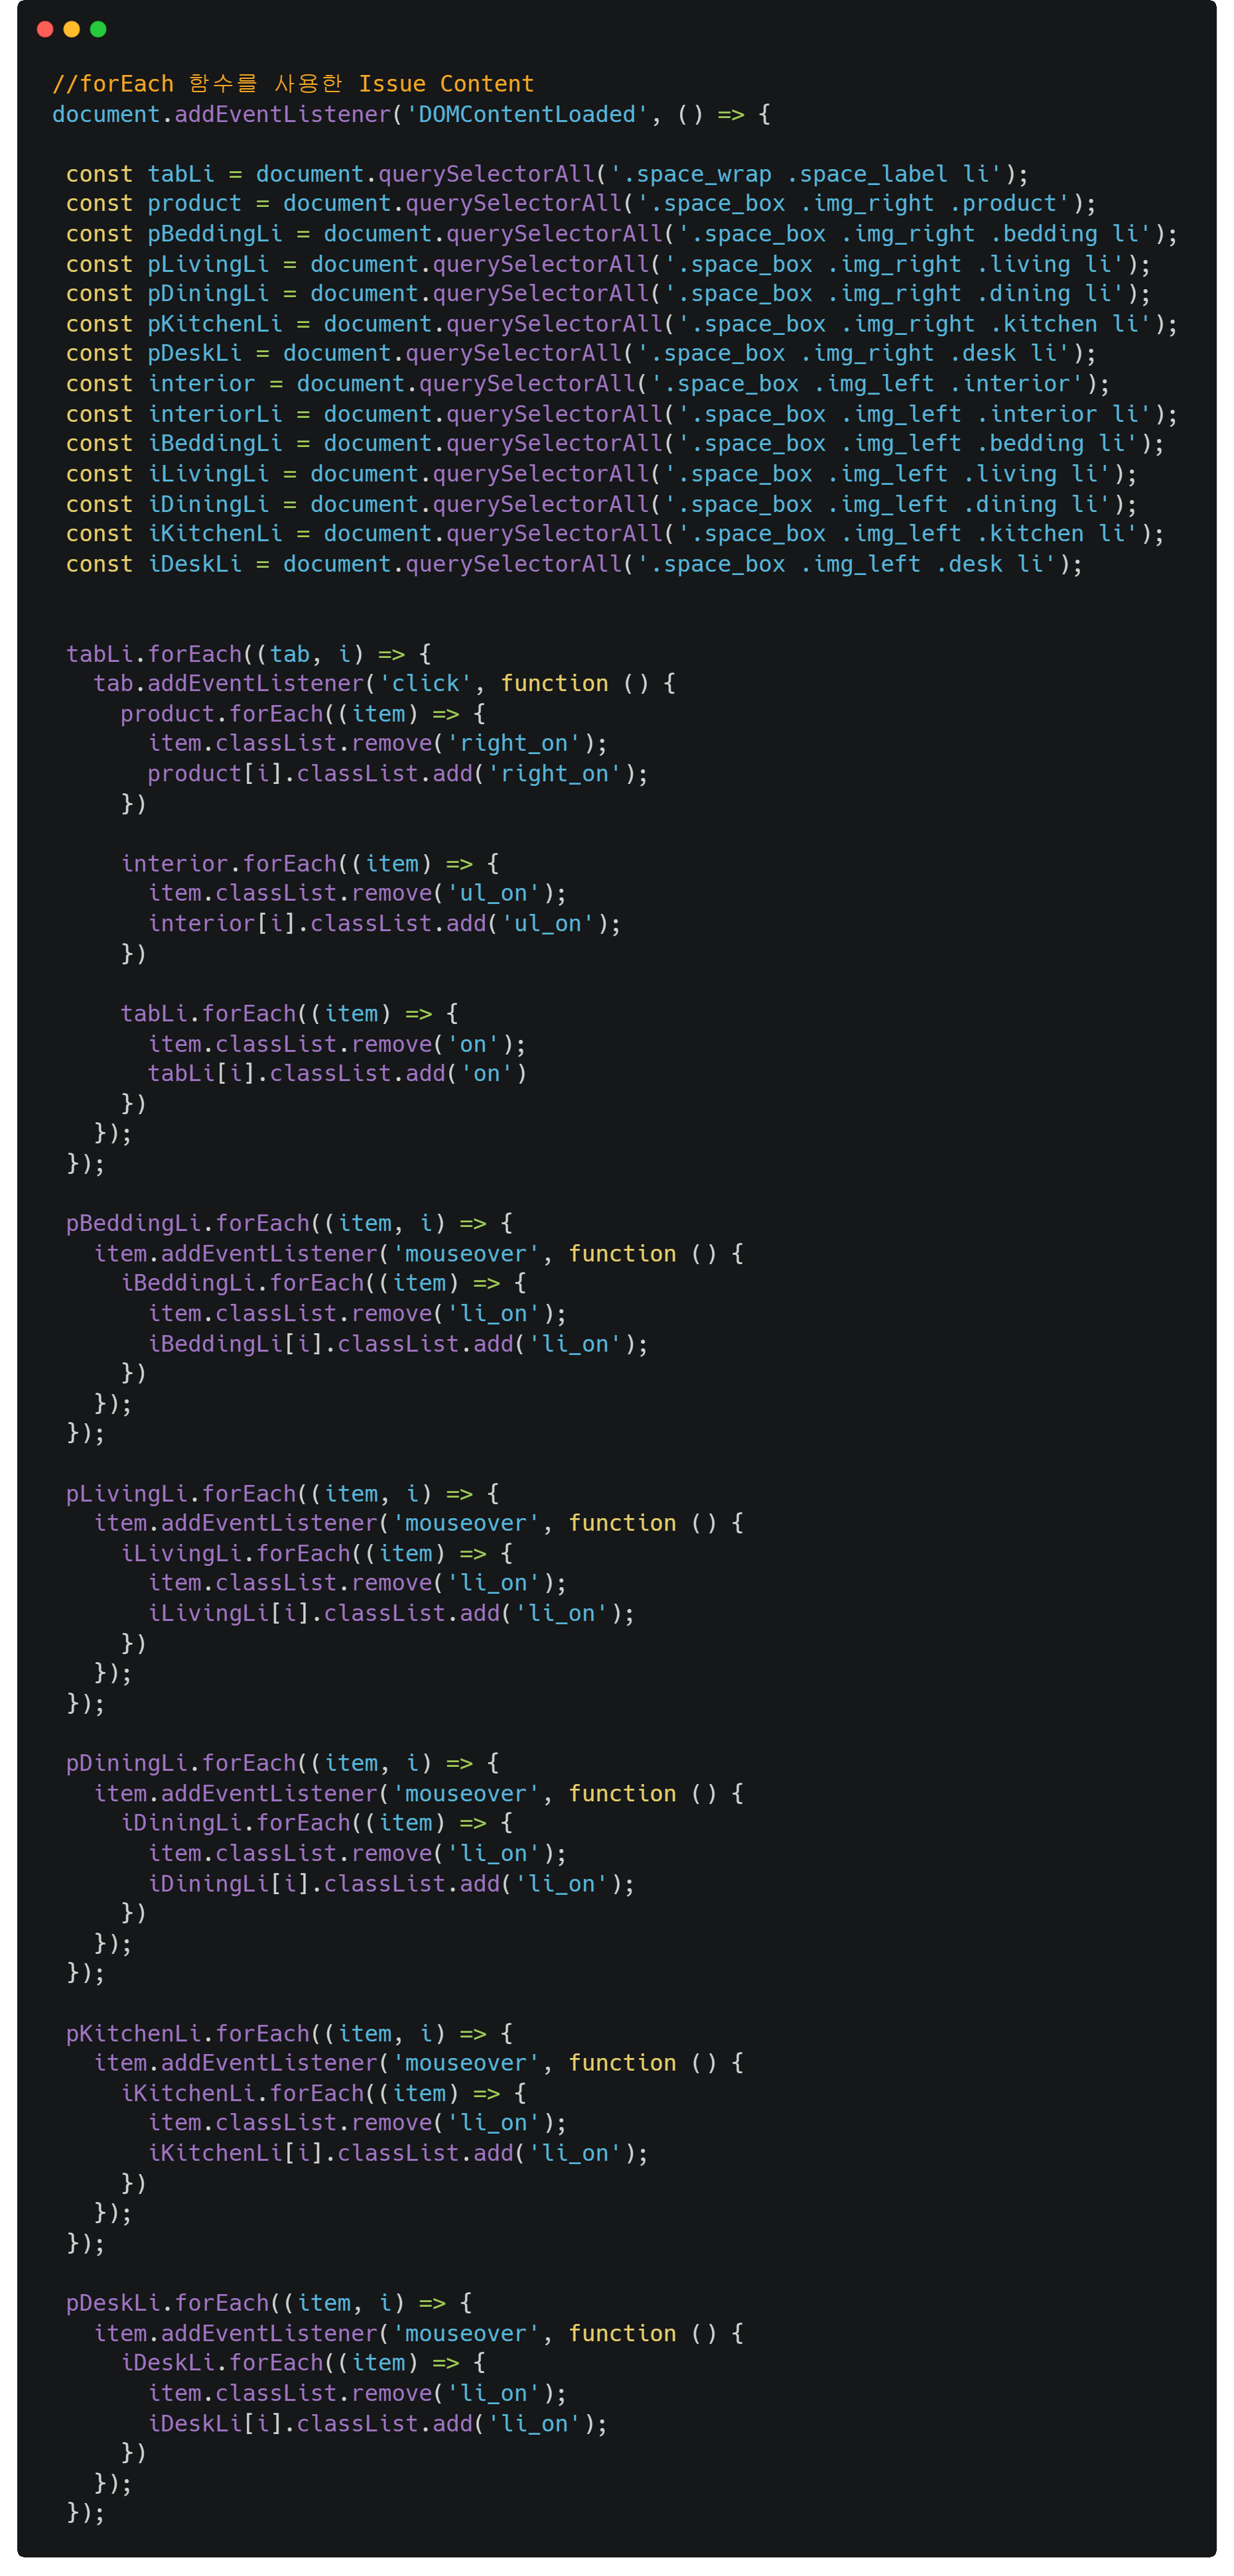 //forEach 함수를 사용한 Issue Content
document.addEventListener('DOMContentLoaded', () => {
const tabLi = document.querySelectorAll('.space_wrap .space_label li');
const product = document.querySelectorAll('.space_box .img_right .product');
const pBeddingLi = document.querySelectorAll('.space_box .img_right .bedding li');
const pLivingLi = document.querySelectorAll('.space_box .img_right .living li');
const pDiningLi = document.querySelectorAll('.space_box .img_right .dining li');
const pKitchenLi = document.querySelectorAll('.space_box .img_right .kitchen li');
const pDeskLi = document.querySelectorAll('.space_box .img_right .desk li');
const interior = document.querySelectorAll('.space_box .img_left .interior');
const interiorLi = document.querySelectorAll('.space_box .img_left .interior li');
const iBeddingLi = document.querySelectorAll('.space_box .img_left .bedding li');
const iLivingLi = document.querySelectorAll('.space_box .img_left .living li');
const iDiningLi = document.querySelectorAll('.space_box .img_left .dining li');
const iKitchenLi = document.querySelectorAll('.space_box .img_left .kitchen li');
const iDeskLi = document.querySelectorAll('.space_box .img_left .desk li');
tabLi.forEach((tab, i) => {
tab.addEventListener('click', function () {
product.forEach((item) => {
item.classList.remove('right_on');
product[i].classList.add('right_on');
})
interior.forEach((item) => {
item.classList.remove('ul_on');
interior[i].classList.add('ul_on');
})
tabLi.forEach((item) => {
item.classList.remove('on');
tabLi[i].classList.add('on')
})
});
});
pBeddingLi.forEach((item, i) => {
item.addEventListener('mouseover', function () {
iBeddingLi.forEach((item) => {
item.classList.remove('li_on');
iBeddingLi[i].classList.add('li_on');
})
});
});
pLivingLi.forEach((item, i) => {
item.addEventListener('mouseover', function () {
iLivingLi.forEach((item) => {
item.classList.remove('li_on');
iLivingLi[i].classList.add('li_on');
})
});
});
pDiningLi.forEach((item, i) => {
item.addEventListener('mouseover', function () {
iDiningLi.forEach((item) => {
item.classList.remove('li_on');
iDiningLi[i].classList.add('li_on');
})
});
});
pKitchenLi.forEach((item, i) => {
item.addEventListener('mouseover', function () {
iKitchenLi.forEach((item) => {
item.classList.remove('li_on');
iKitchenLi[i].classList.add('li_on');
})
});
});
pDeskLi.forEach((item, i) => {
item.addEventListener('mouseover', function () {
iDeskLi.forEach((item) => {
item.classList.remove('li_on');
iDeskLi[i].classList.add('li_on');
})
});
});